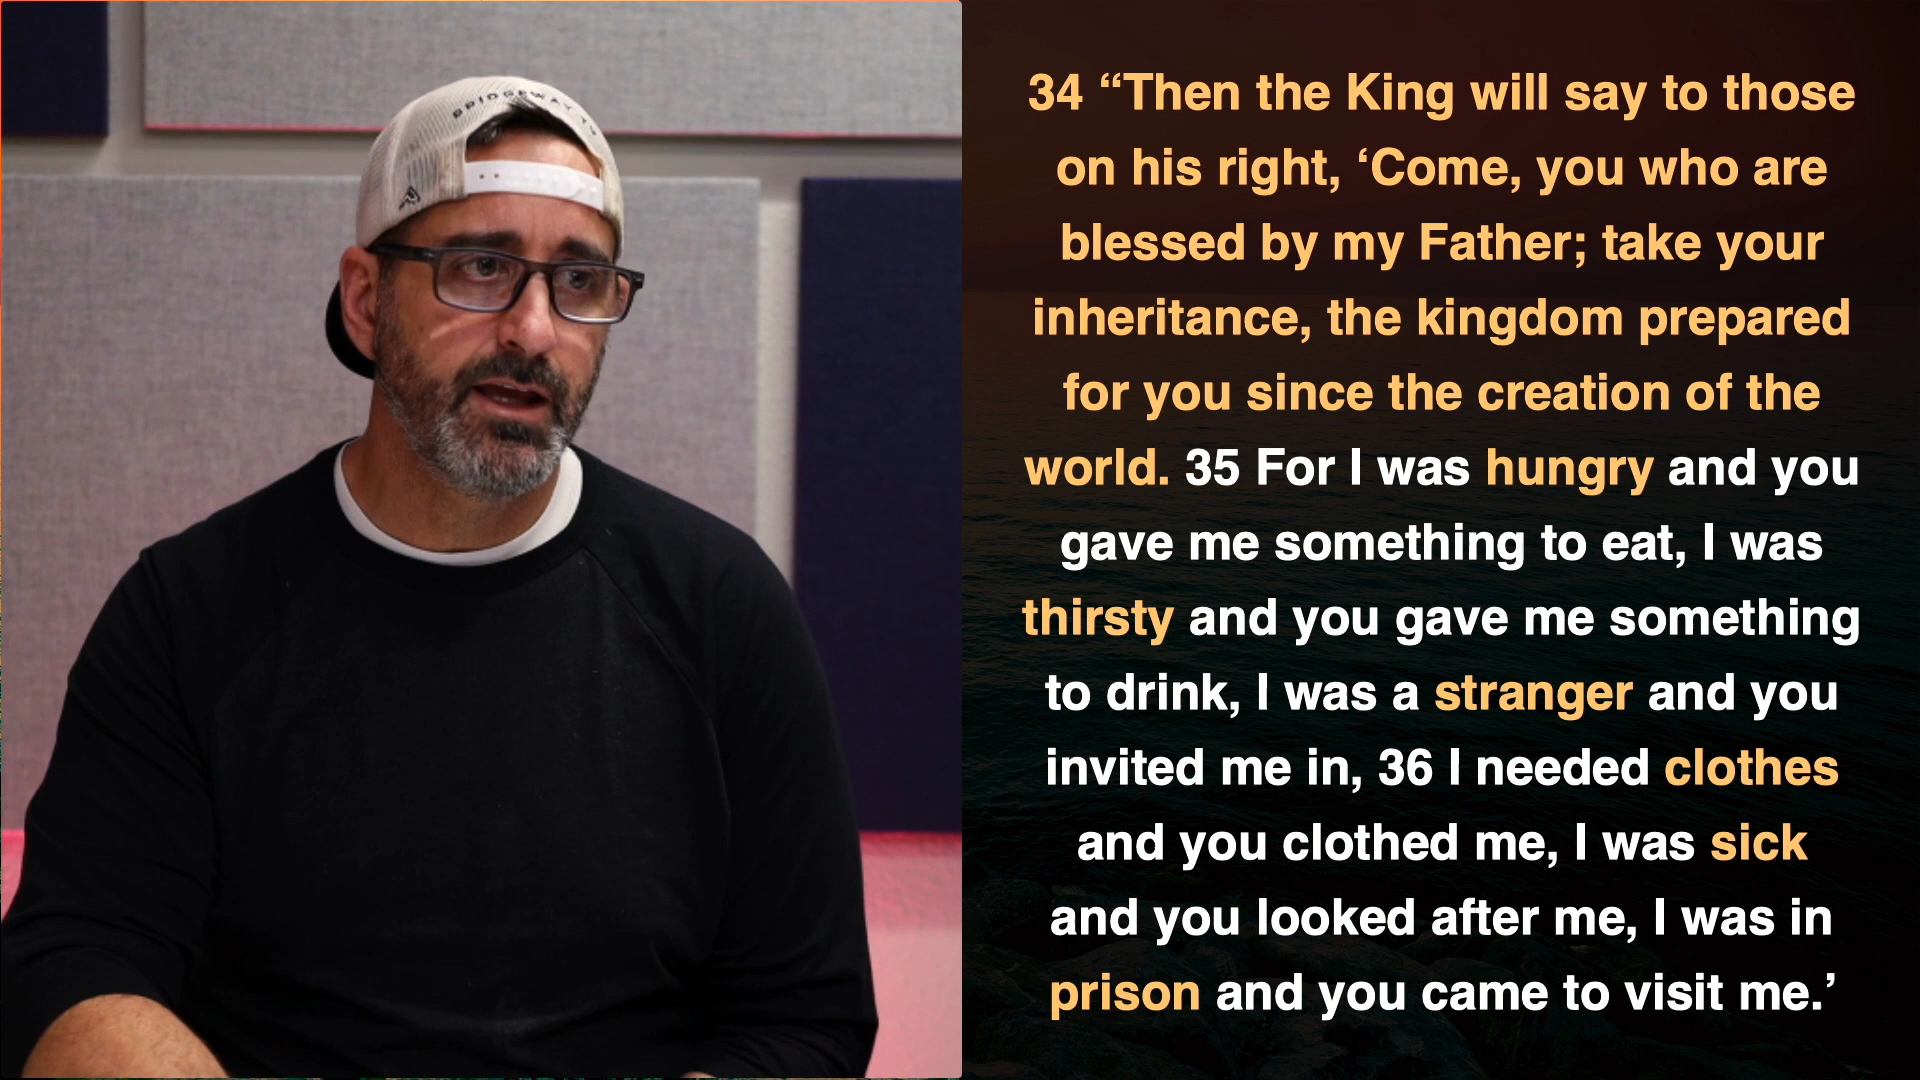 BRIDGEWAY
34 “Then the King will say to those
on his right, ‘Come, you who are
blessed by my Father; take your
inheritance, the kingdom prepared
for you since the creation of the
world. 35 For I was hungry and you
gave me something to eat, I was
thirsty and you gave me something
to drink, I was a stranger and you
invited me in, 36 I needed clothes
and you clothed me, I was sick
and you looked after me, I was in
prison and you came to visit me.’